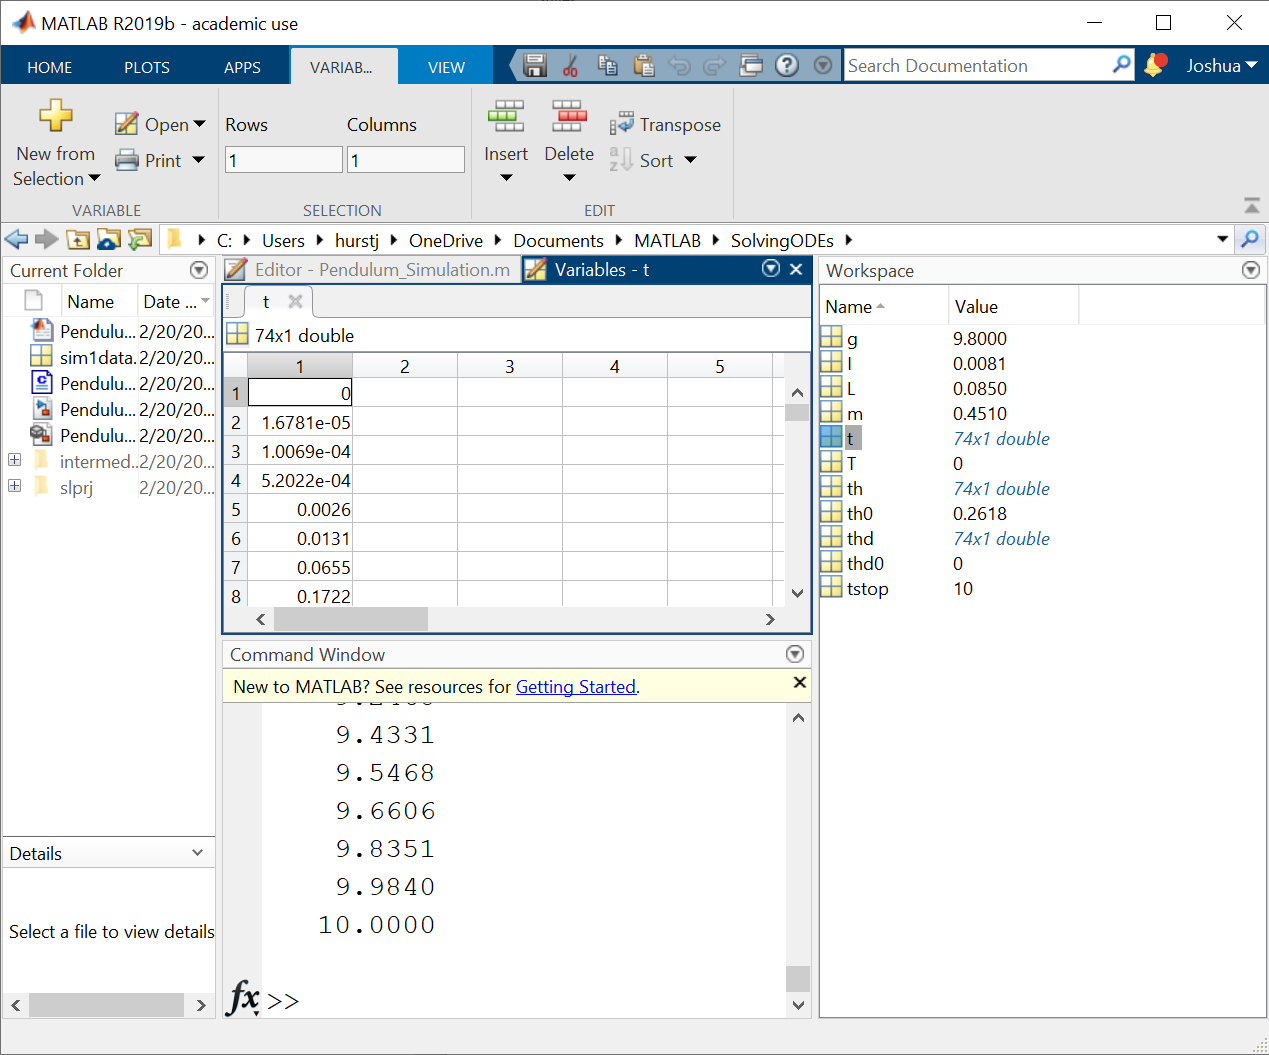 MATLAB R2019b - academic use
HOME PLOTS APPS VARIAB... VIEW Search Documentation Joshua
New from Selection
Open
Print
VARIABLE
Rows Columns
1 1
SELECTION
Insert Delete
Transpose
Sort
EDIT
C: Users hurstj OneDrive Documents MATLAB SolvingODEs
Current Folder
Name Date ...
Pendulu... 2/20/20...
sim1data. 2/20/20...
Pendulu... 2/20/20...
Pendulu... 2/20/20...
Pendulu... 2/20/20...
intermed.. 2/20/20...
slprj 2/20/20...
Details
Select a file to view details
Editor - Pendulum_Simulation.m Variables - t
t
74x1 double
1 2 3 4 5
1 0
2 1.6781e-05
3 1.0069e-04
4 5.2022e-04
5 0.0026
6 0.0131
7 0.0655
8 0.1722
Command Window
New to MATLAB? See resources for Getting Started.
9.4331
9.5468
9.6606
9.8351
9.9840
10.0000
fx >>
Workspace
Name Value
g 9.8000
I 0.0081
L 0.0850
m 0.4510
t 74x1 double
T 0
th 74x1 double
th0 0.2618
thd 74x1 double
thd0 0
tstop 10